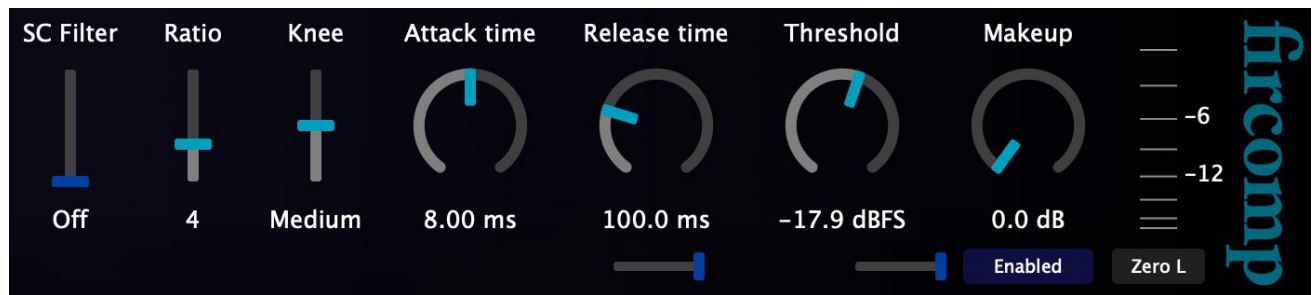 SC Filter
Ratio
Knee
Attack time
Release time
Threshold
Makeup
-6
-12
Off
4
Medium
8.00 ms
100.0 ms
-17.9 dBFS
0.0 dB
Enabled
Zero L
fircomp